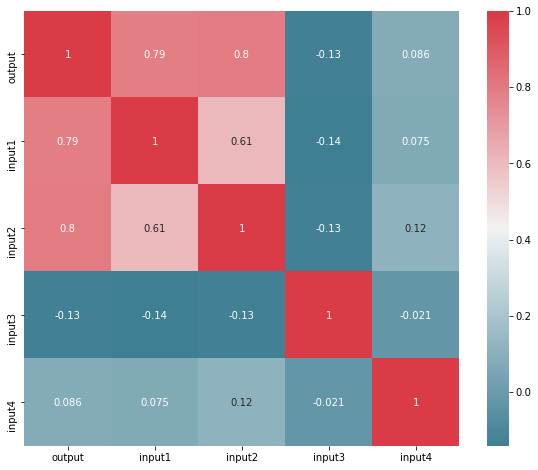 output 1 0.79 0.8 -0.13 0.086
input1 0.79 1 0.61 -0.14 0.075
input2 0.8 0.61 1 -0.13 0.12
input3 -0.13 -0.14 -0.13 1 -0.021
input4 0.086 0.075 0.12 -0.021 1
output input1 input2 input3 input4
1.0
0.8
0.6
0.4
0.2
0.0